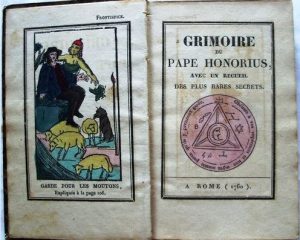 Frontispice.
GARDE POUR LES MOUTONS,
Expliquée à la page 108.
GRIMOIRE
DU
PAPE HONORIUS,
AVEC UN RECUEIL
DES PLUS RARES SECRETS.
A ROME (1760).